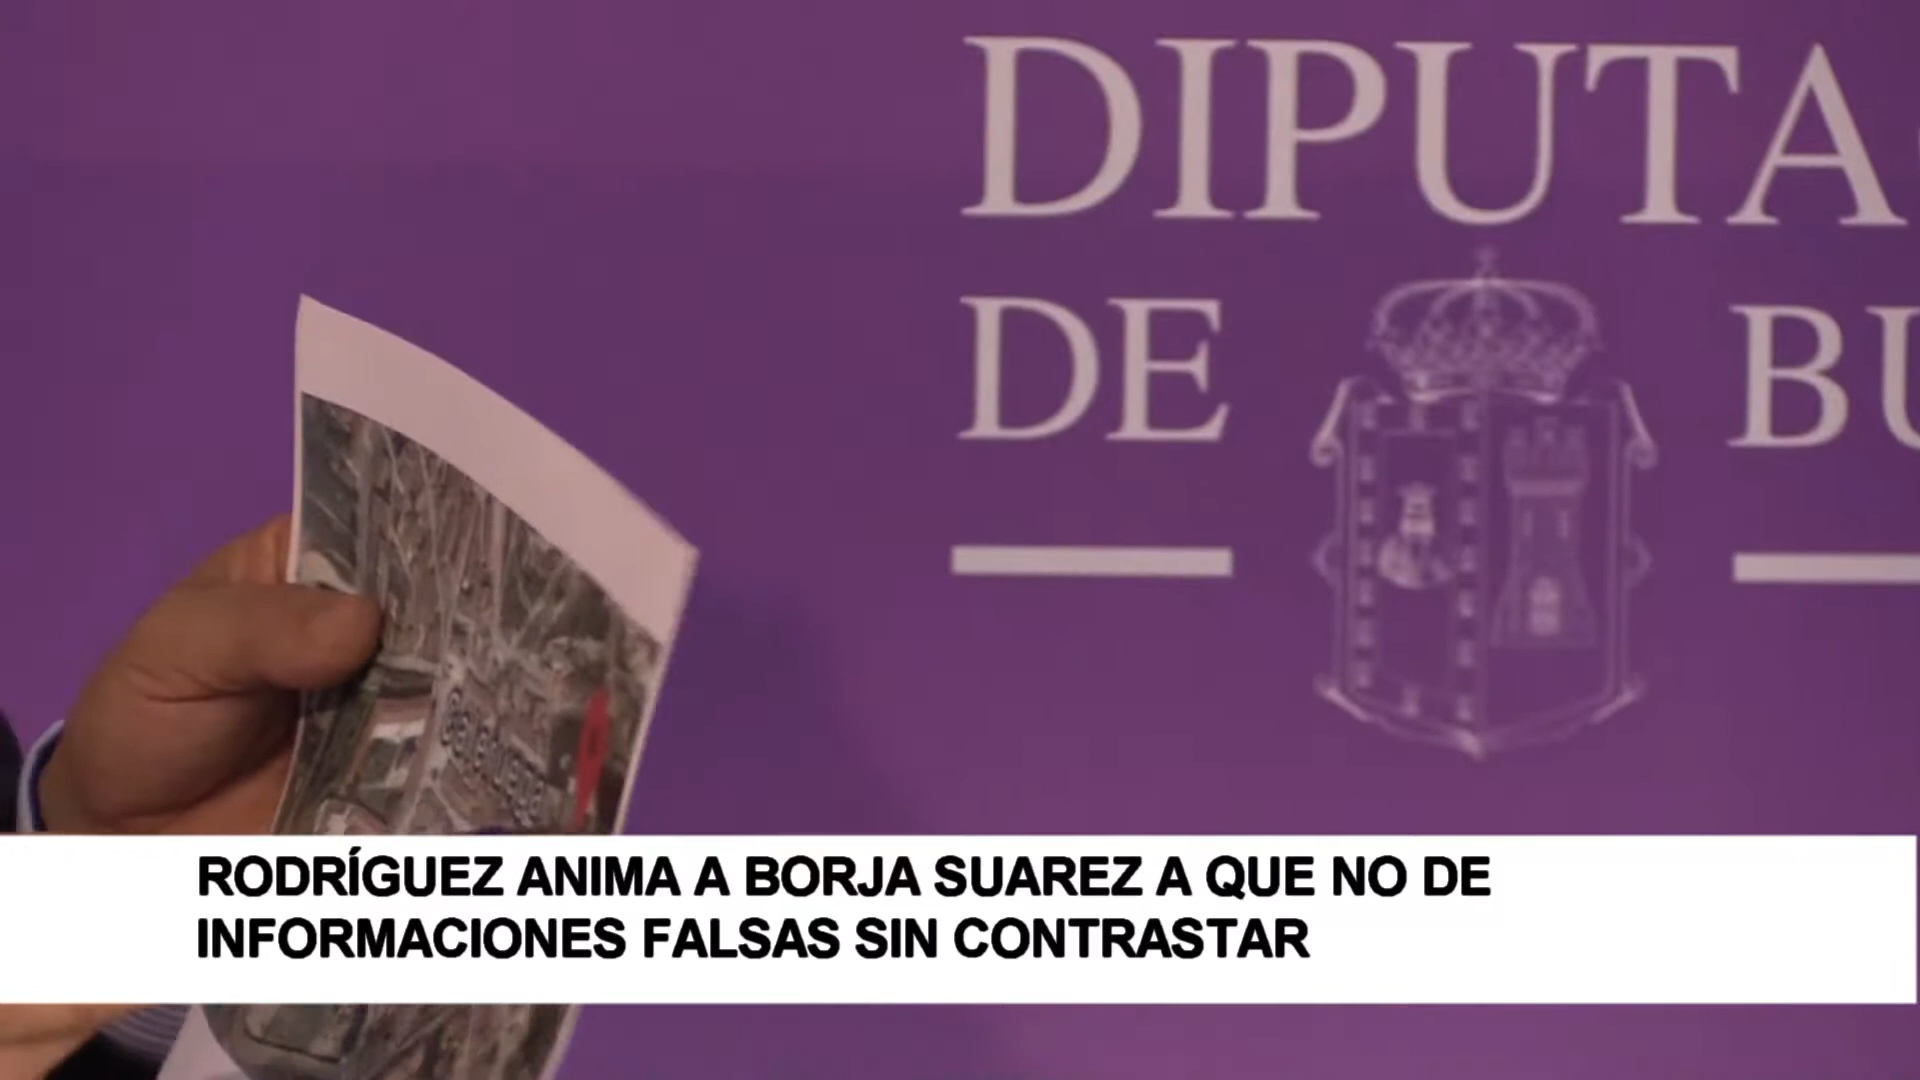 DIPUTA
DE
BU
RODRÍGUEZ ANIMA A BORJA SUAREZ A QUE NO DE
INFORMACIONES FALSAS SIN CONTRASTAR